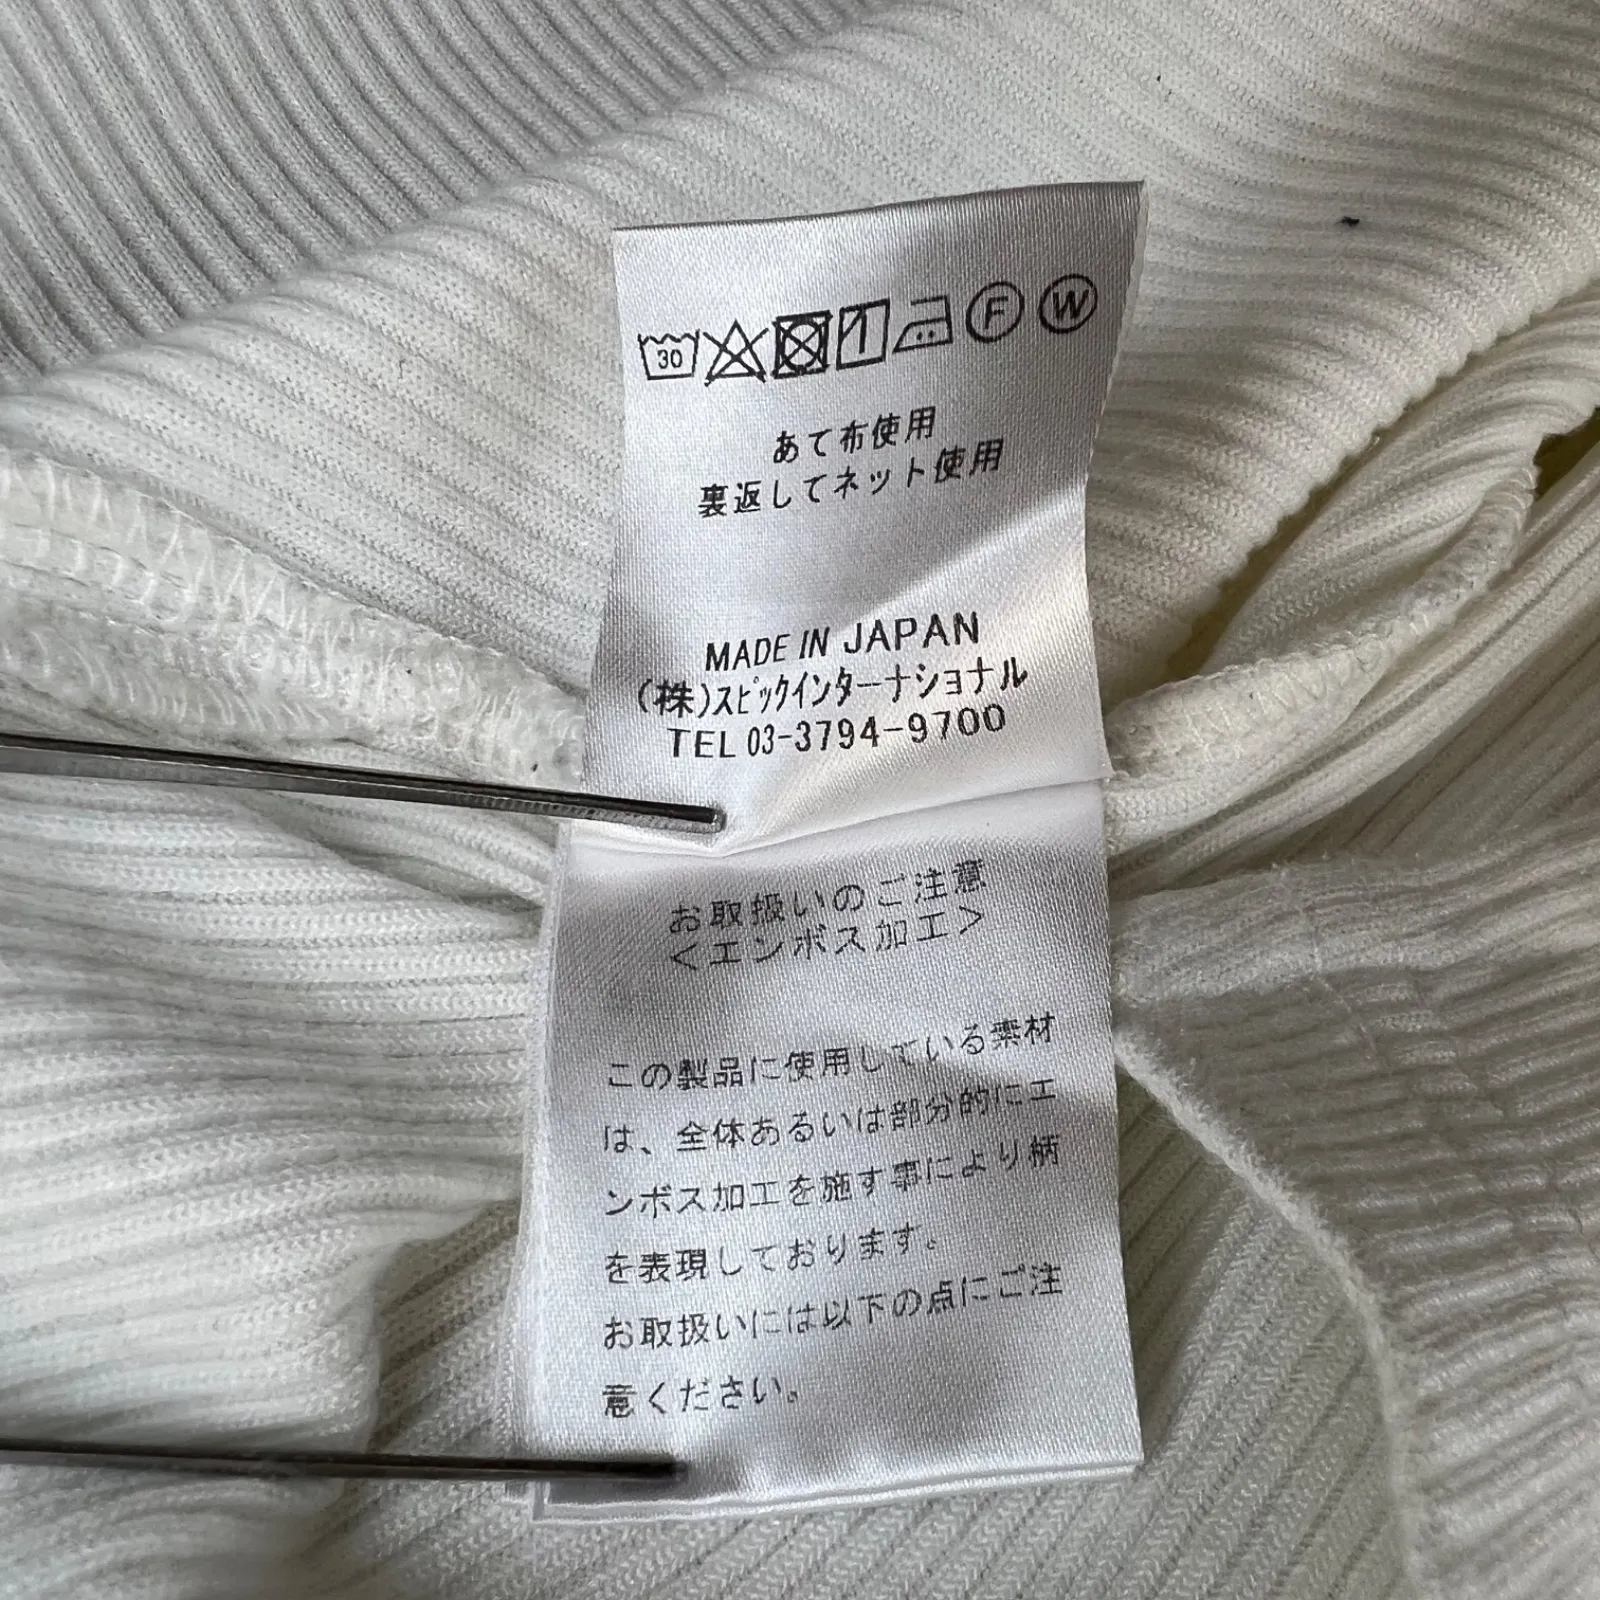 30 F W
あて布使用
裏返してネット使用
MADE IN JAPAN
(株)スピックインターナショナル
TEL 03-3794-9700
お取扱いのご注意
<エンボス加工>
この製品に使用している素材
は、全体あるいは部分的にエ
ンボス加工を施す事により柄
を表現しております。
お取扱いには以下の点にご注
意ください。